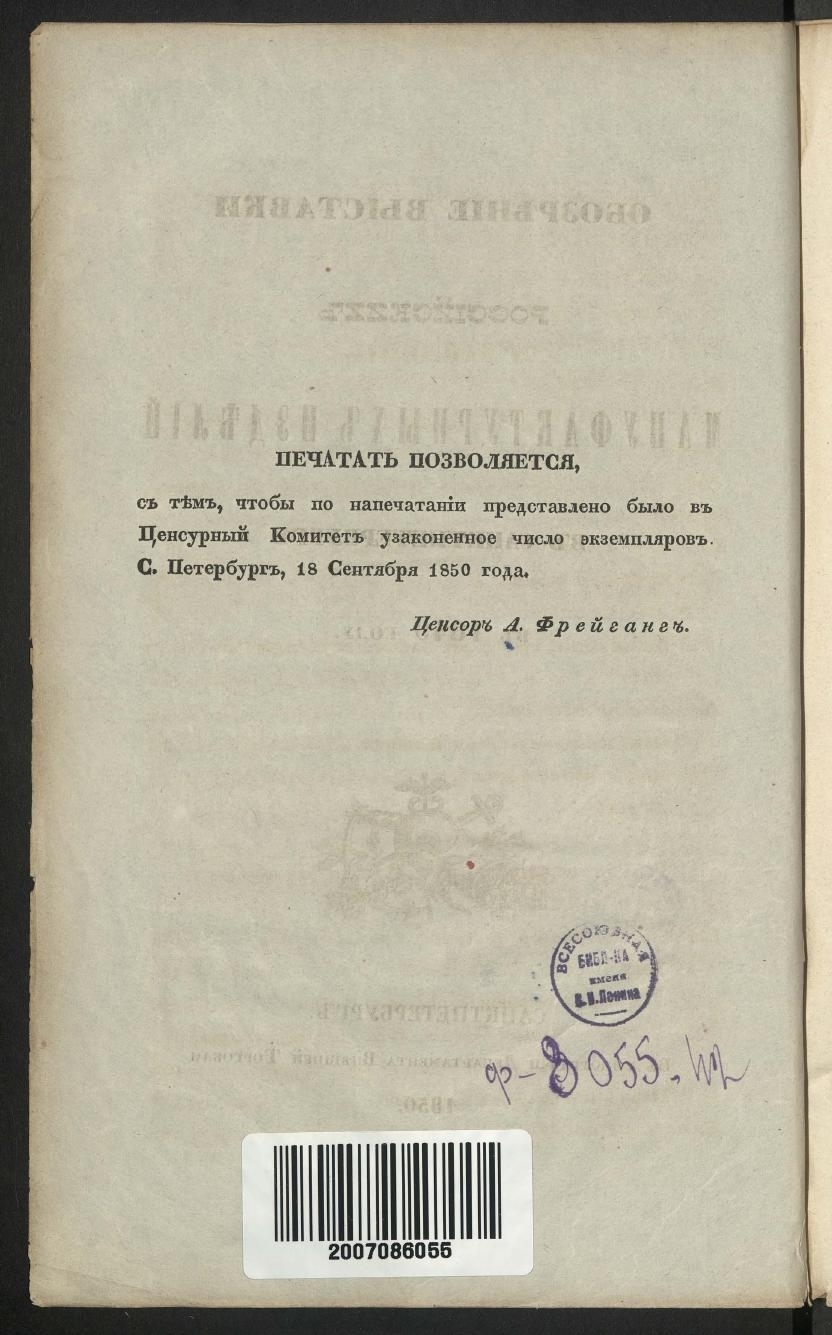 ПЕЧАТАТЬ ПОЗВОЛЯЕТСЯ,
съ тѣмъ, чтобы по напечатаніи представлено было въ
Ценсурный Комитетъ узаконенное число экземпляровъ.
С. Петербургъ, 18 Сентября 1850 года.
Ценсоръ А. Фрейгангъ.
ВСЕСОЮЗНАЯ
БИБЛ-КА
имени
В.И.Ленина
ф-8055.
2007086055